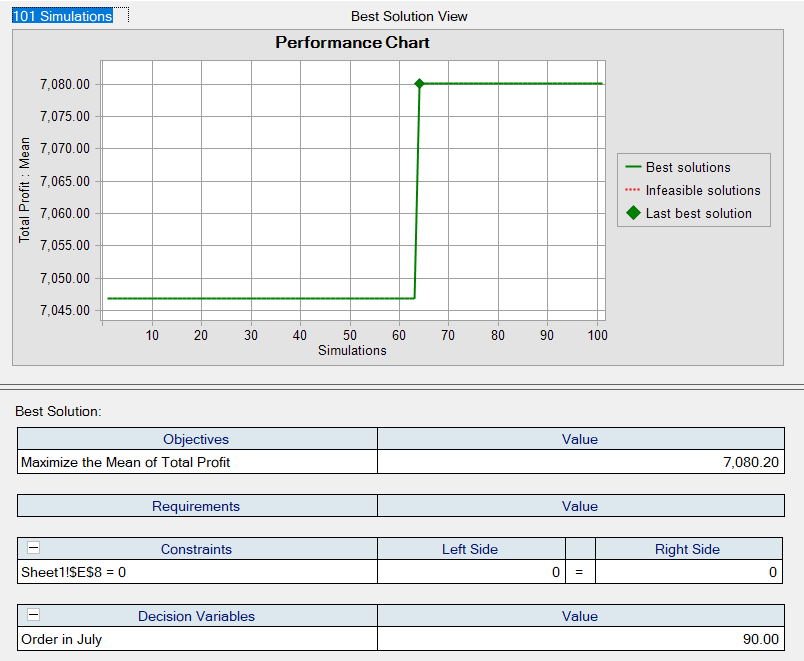 101 Simulations
Best Solution View
Performance Chart
Total Profit : Mean
7,080.00
7,075.00
7,070.00
7,065.00
7,060.00
7,055.00
7,050.00
7,045.00
10 20 30 40 50 60 70 80 90 100
Simulations
Best solutions
Infeasible solutions
Last best solution
Best Solution:
Objectives Value
Maximize the Mean of Total Profit 7,080.20
Requirements Value
Constraints Left Side Right Side
Sheet1!$E$8 = 0 0 = 0
Decision Variables Value
Order in July 90.00